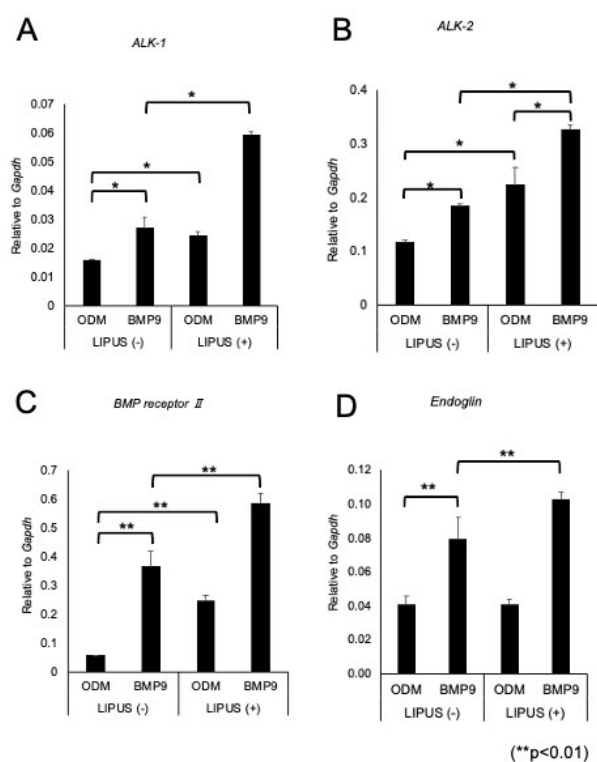 A
ALK-1
0.07
0.06
0.05
0.04
0.03
0.02
0.01
0
Relative to Gapdh
*
*
*
ODM BMP9 ODM BMP9
LIPUS (-) LIPUS (+)
B
ALK-2
0.4
0.3
0.2
0.1
0
Relative to Gapdh
*
*
*
*
ODM BMP9 ODM BMP9
LIPUS (-) LIPUS (+)
C
BMP receptor Ⅱ
0.7
0.6
0.5
0.4
0.3
0.2
0.1
0
Relative to Gapdh
**
**
**
ODM BMP9 ODM BMP9
LIPUS (-) LIPUS (+)
D
Endoglin
0.12
0.10
0.08
0.06
0.04
0.02
0.00
Relative to Gapdh
**
**
ODM BMP9 ODM BMP9
LIPUS (-) LIPUS (+)
(**p<0.01)